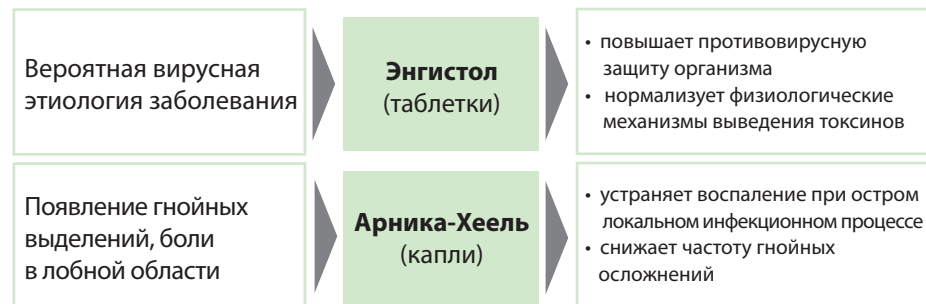 Вероятная вирусная
этиология заболевания
Энгистол
(таблетки)
• повышает противовирусную
защиту организма
• нормализует физиологические
механизмы выведения токсинов
Появление гнойных
выделений, боли
в лобной области
Арника-Хеель
(капли)
• устраняет воспаление при остром
локальном инфекционном процессе
• снижает частоту гнойных
осложнений